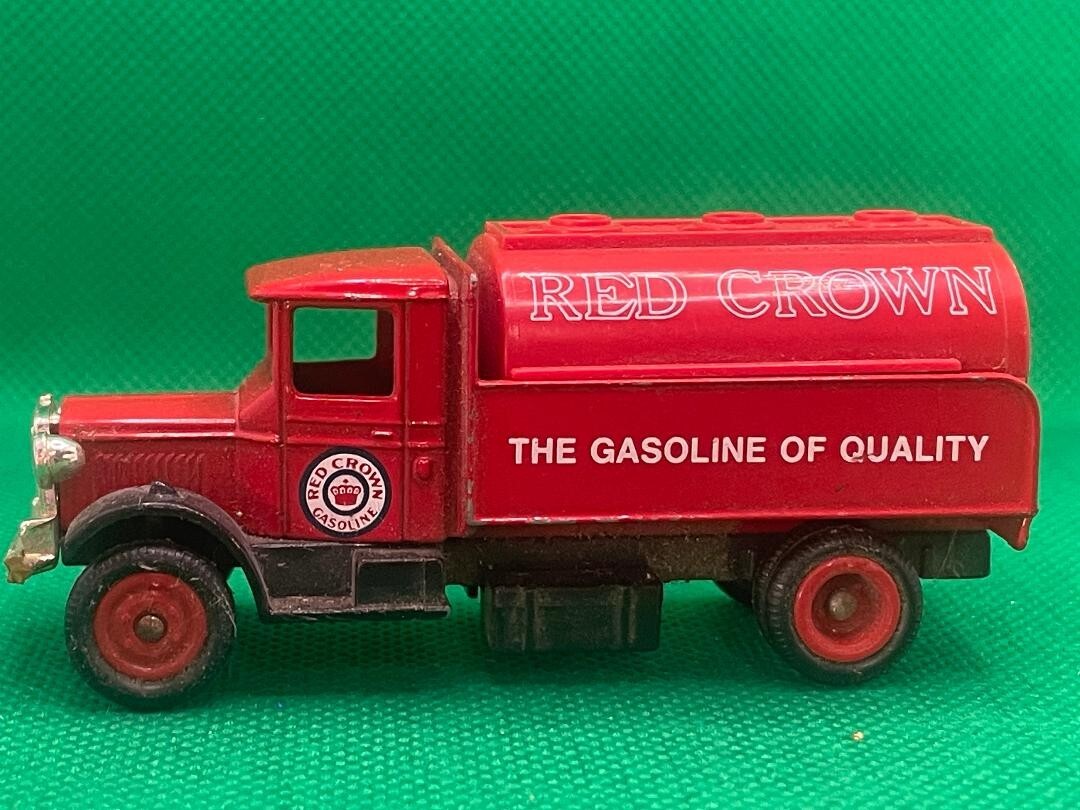 RED CROWN
THE GASOLINE OF QUALITY
RED CROWN
GASOLINE